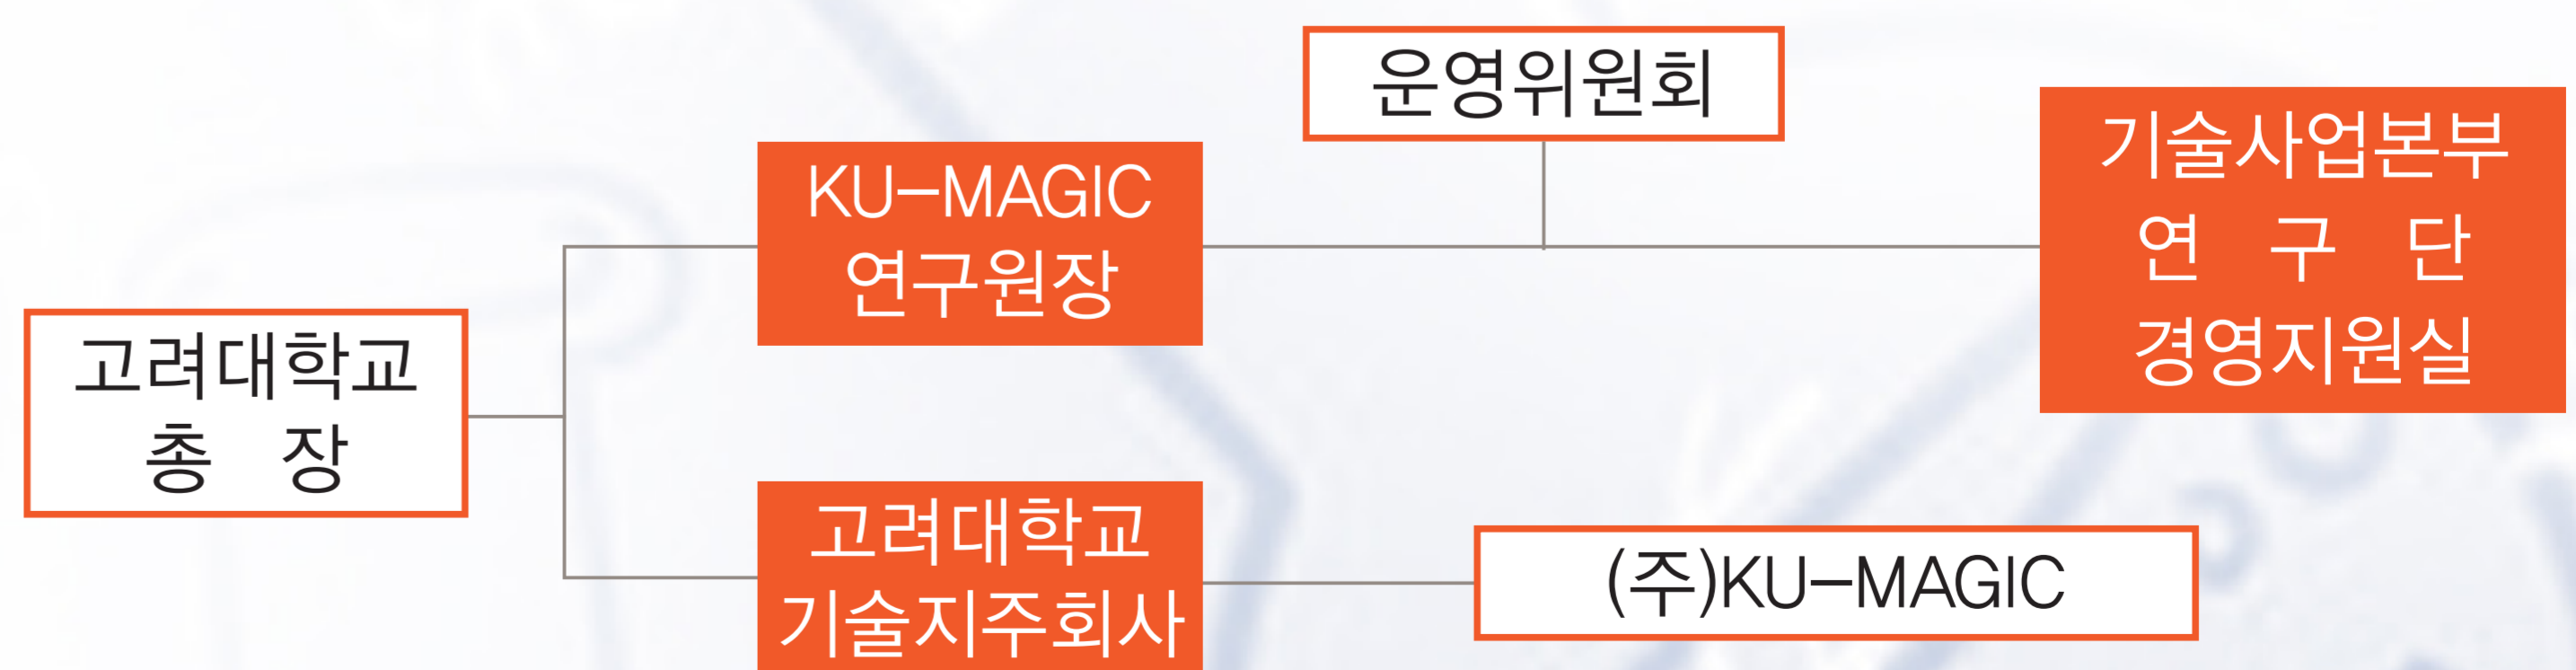 운영위원회
KU–MAGIC
연구원장
기술사업본부
연 구 단
경영지원실
고려대학교
총 장
고려대학교
기술지주회사
(주)KU–MAGIC